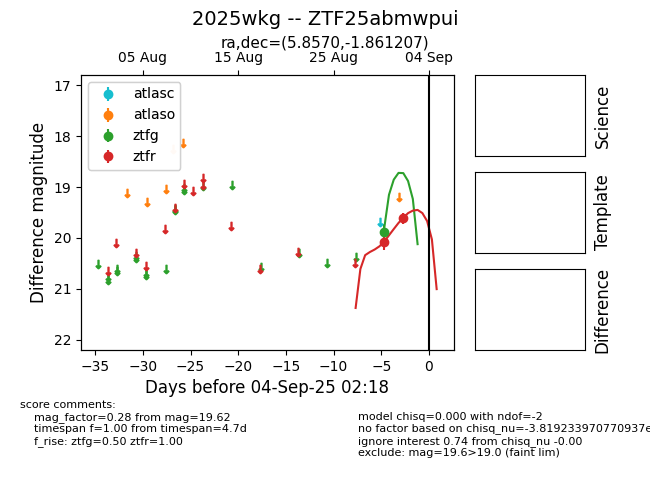 2025wkg -- ZTF25abmwpui
ra,dec=(5.8570,-1.861207)
05 Aug
15 Aug
25 Aug
04 Sep
atlasc
atlaso
ztfg
ztfr
17
18
19
20
21
22
Difference magnitude
−35
−30
−25
−20
−15
−10
−5
0
Days before 04-Sep-25 02:18
Science
Template
Difference
score comments:
mag_factor=0.28 from mag=19.62
timespan f=1.00 from timespan=4.7d
f_rise: ztfg=0.50 ztfr=1.00
model chisq=0.000 with ndof=-2
no factor based on chisq_nu=-3.819233970770937e
ignore interest 0.74 from chisq_nu -0.00
exclude: mag=19.6>19.0 (faint lim)